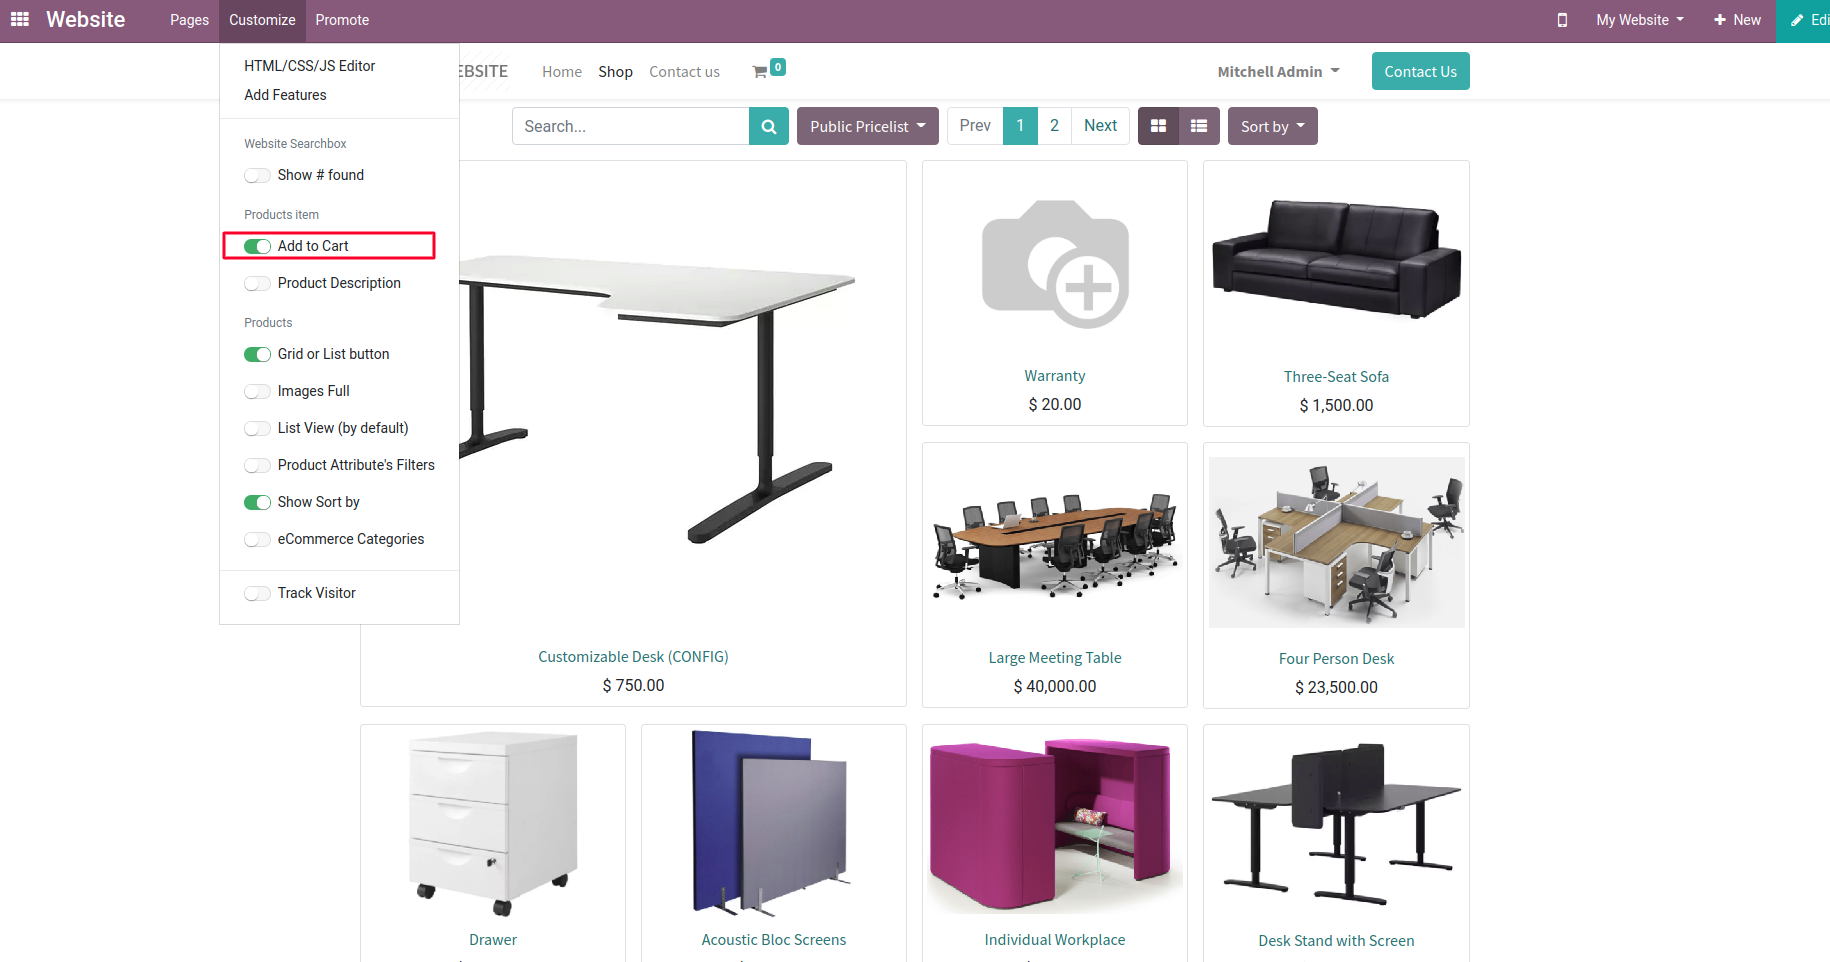 Website Pages Customize Promote My Website + New Edi
HTML/CSS/JS Editor
Add Features
Website Searchbox
Show # found
Products item
Add to Cart
Product Description
Products
Grid or List button
Images Full
List View (by default)
Product Attribute's Filters
Show Sort by
eCommerce Categories
Track Visitor
EBSITE Home Shop Contact us 0 Mitchell Admin Contact Us
Search... Public Pricelist Prev 1 2 Next Sort by
Customizable Desk (CONFIG)
$ 750.00
Warranty
$ 20.00
Three-Seat Sofa
$ 1,500.00
Large Meeting Table
$ 40,000.00
Four Person Desk
$ 23,500.00
Drawer
Acoustic Bloc Screens
Individual Workplace
Desk Stand with Screen